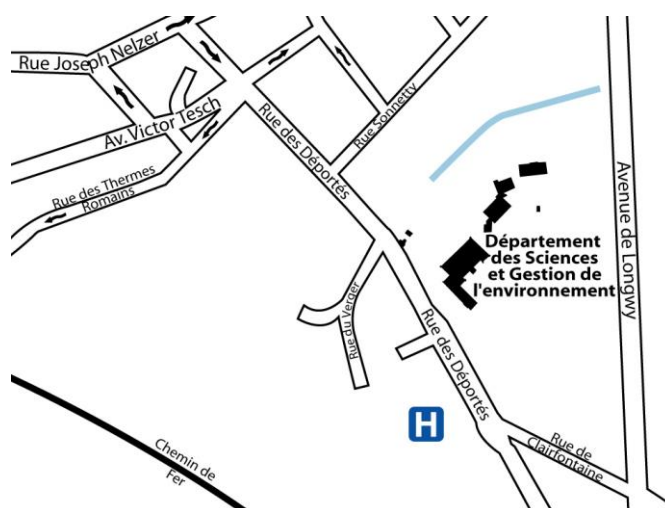 Rue Joseph Nelzer
Av. Victor Tesch
Rue des Thermes
Romains
Rue des Déportés
Rue Sonnetty
Avenue de Longwy
Département
des Sciences
et Gestion de
l'environnement
Rue du Verger
Rue des Déportés
H
Rue de
Clairfontaine
Chemin de
Fer